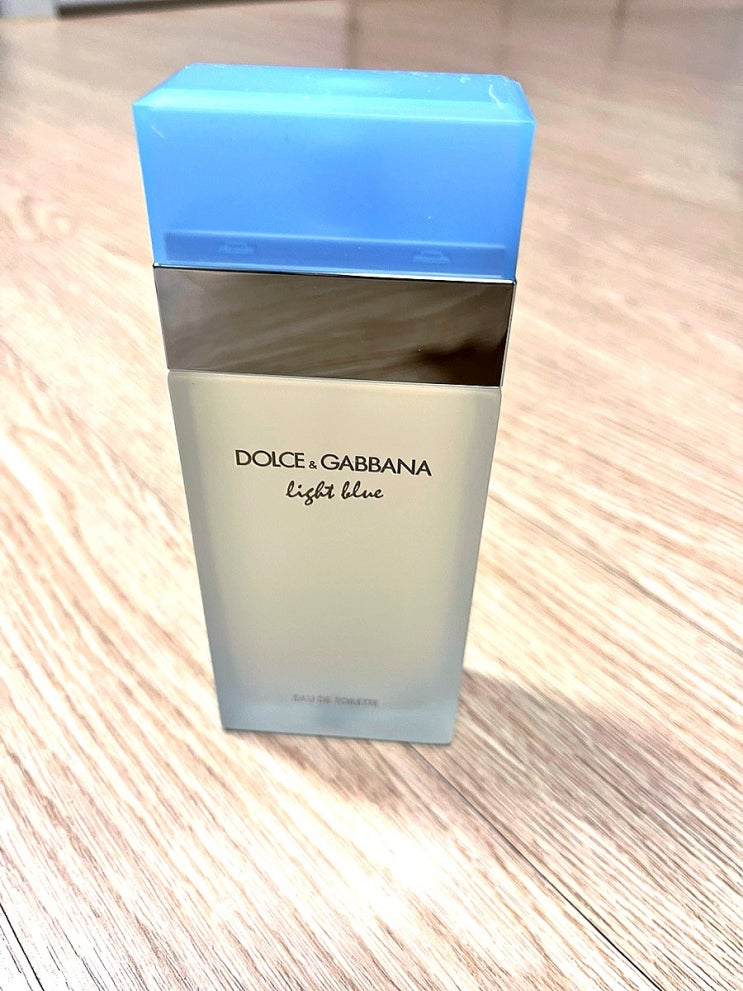 DOLCE & GABBANA
light blue
EAU DE TOILETTE